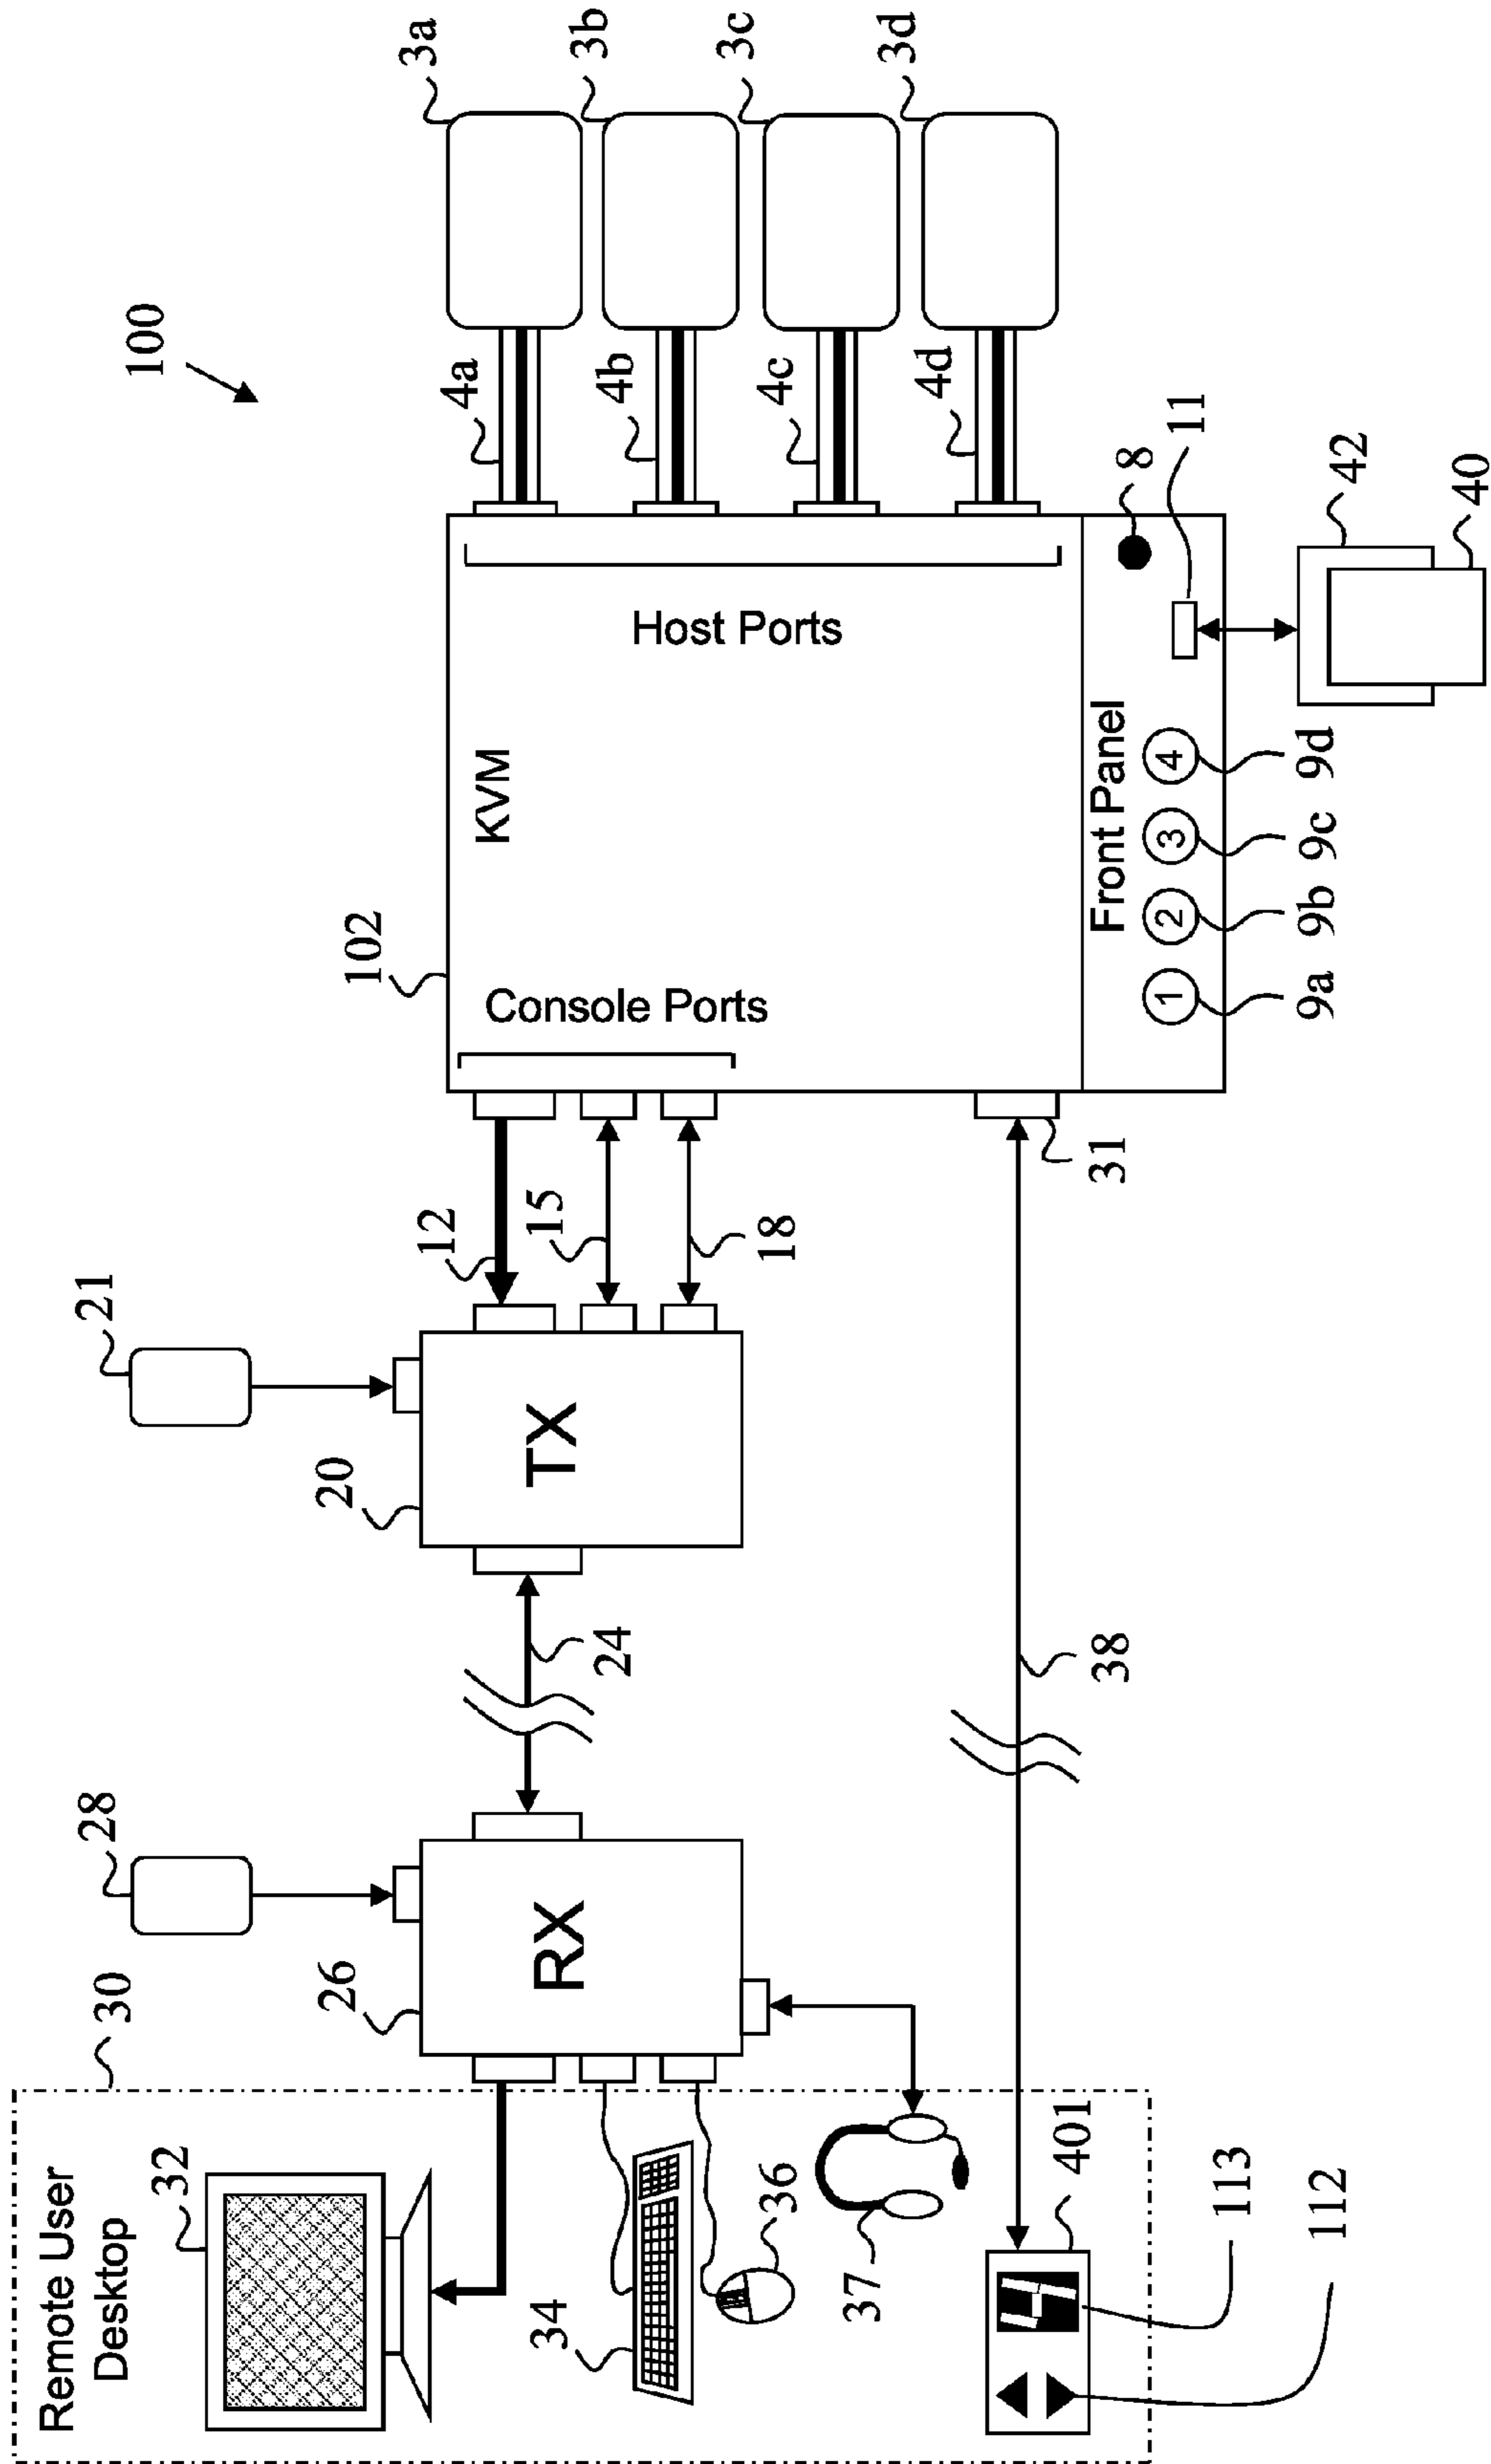 100
Remote User
Desktop
30
28
21
32
26
RX
20
TX
12
15
18
24
102
KVM
Console Ports
Host Ports
3a
3b
3c
3d
4a
4b
4c
4d
34
36
37
401
113
112
38
31
Front Panel
8
11
1
2
3
4
9a
9b
9c
9d
42
40